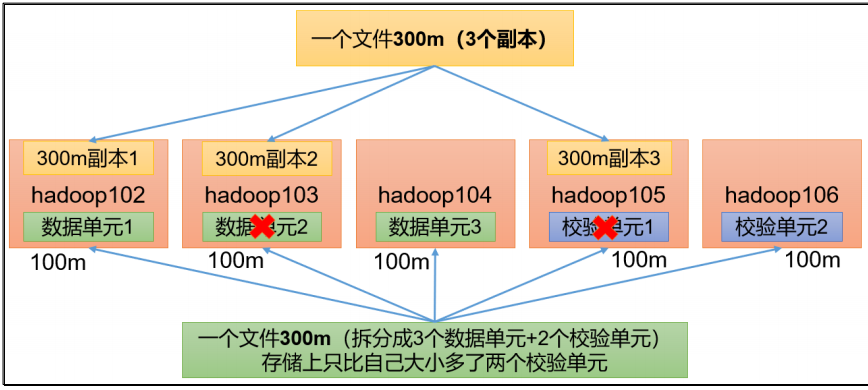 一个文件300m（3个副本）
300m副本1
hadoop102
数据单元1
100m
300m副本2
hadoop103
数据单元2
100m
hadoop104
数据单元3
100m
300m副本3
hadoop105
校验单元1
100m
hadoop106
校验单元2
100m
一个文件300m（拆分成3个数据单元+2个校验单元）
存储上只比自己大小多了两个校验单元